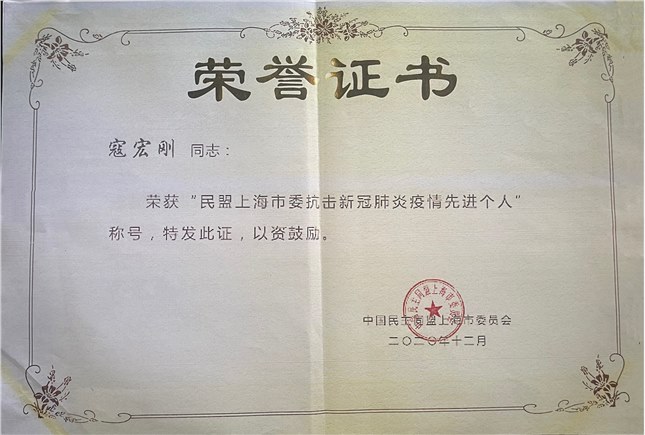 荣誉证书
寇宏刚 同志：
荣获“民盟上海市委抗击新冠肺炎疫情先进个人”
称号，特发此证，以资鼓励。
中国民主同盟上海市委员会
二〇二〇年十二月